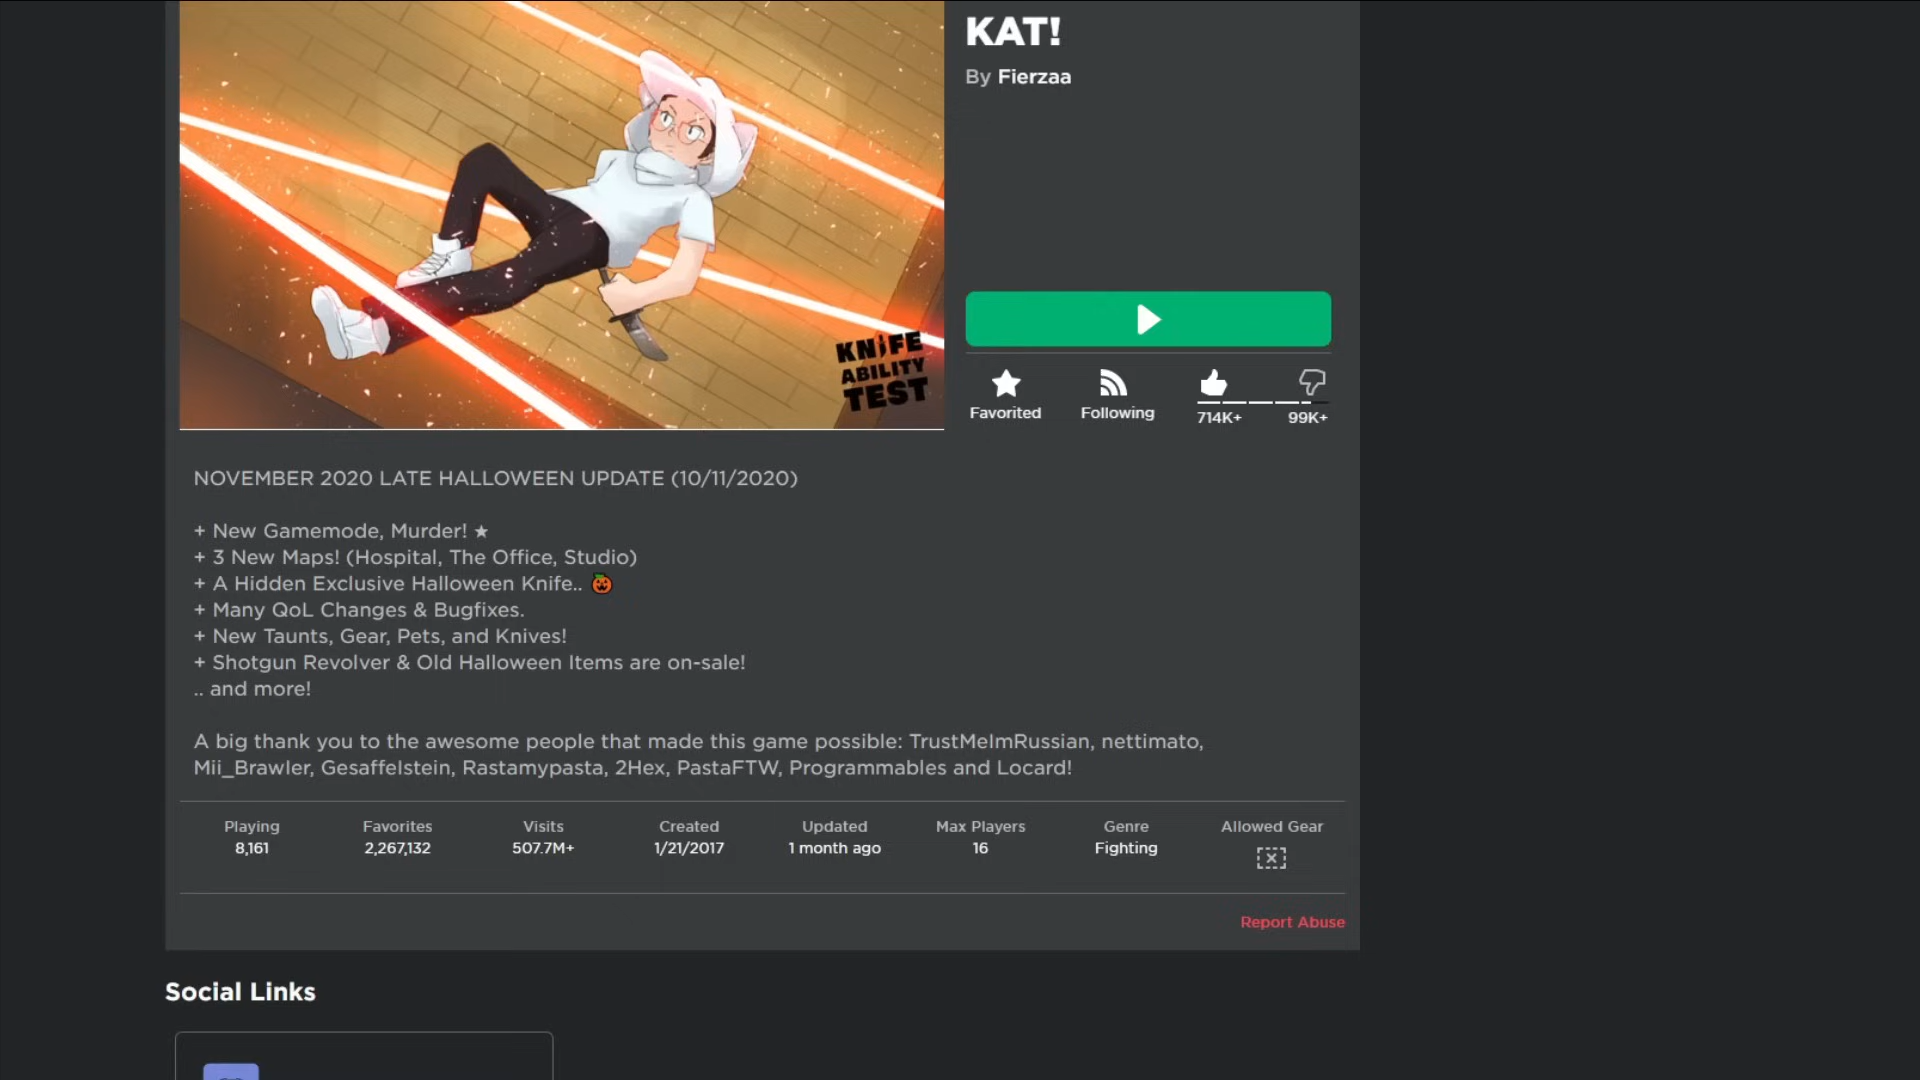 KAT!
By Fierzaa
KNIFE
ABILITY
TEST
Favorited
Following
714K+
99K+
NOVEMBER 2020 LATE HALLOWEEN UPDATE (10/11/2020)
+ New Gamemode, Murder! ★
+ 3 New Maps! (Hospital, The Office, Studio)
+ A Hidden Exclusive Halloween Knife.. 🎃
+ Many QoL Changes & Bugfixes.
+ New Taunts, Gear, Pets, and Knives!
+ Shotgun Revolver & Old Halloween Items are on-sale!
.. and more!
A big thank you to the awesome people that made this game possible: TrustMeImRussian, nettimato,
Mii_Brawler, Gesaffelstein, Rastamypasta, 2Hex, PastaFTW, Programmables and Locard!
Playing Favorites Visits Created Updated Max Players Genre Allowed Gear
8,161 2,267,132 507.7M+ 1/21/2017 1 month ago 16 Fighting
Report Abuse
Social Links